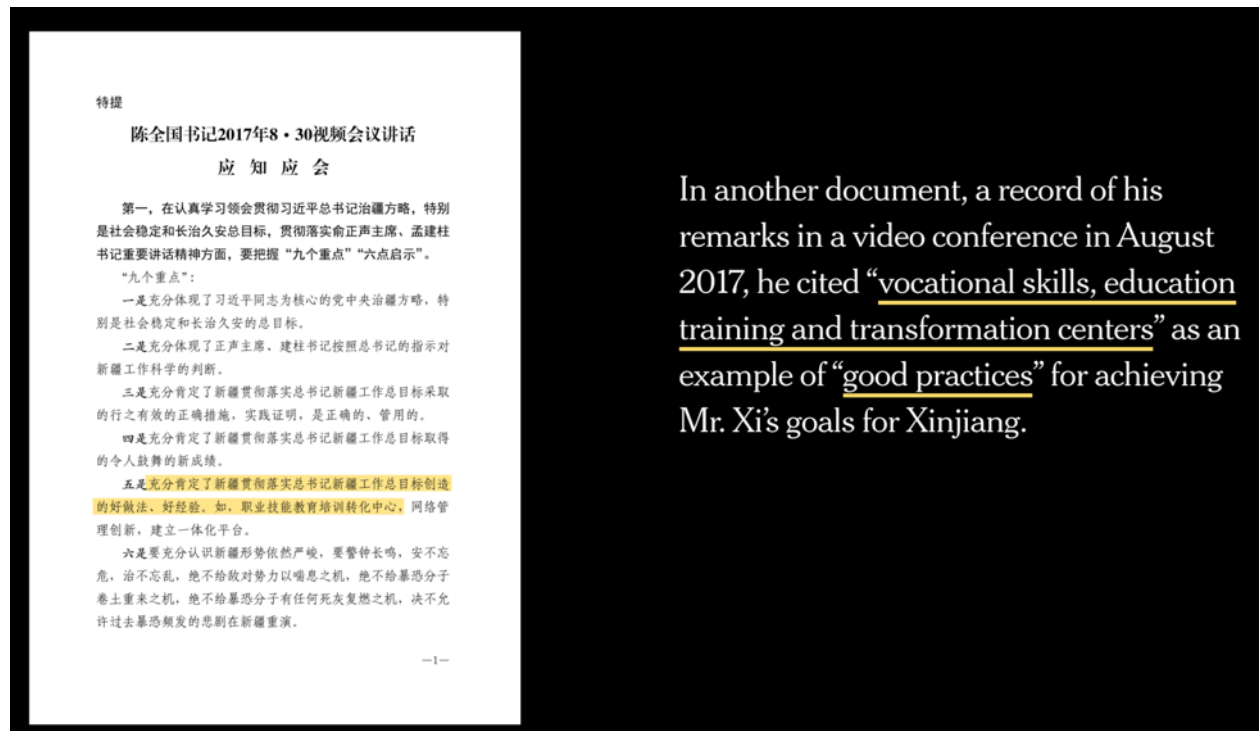 特提
陈全国书记2017年8·30视频会议讲话
应 知 应 会
第一，在认真学习领会贯彻习近平总书记治疆方略，特别
是社会稳定和长治久安总目标，贯彻落实俞正声主席、孟建柱
书记重要讲话精神方面，要把握“九个重点”“六点启示”。
“九个重点”：
一是充分体现了习近平同志为核心的党中央治疆方略，特
别是社会稳定和长治久安的总目标。
二是充分体现了正声主席、建柱书记按照总书记的指示对
新疆工作科学的判断。
三是充分肯定了新疆贯彻落实总书记新疆工作总目标采取
的行之有效的正确措施，实践证明，是正确的、管用的。
四是充分肯定了新疆贯彻落实总书记新疆工作总目标取得
的令人鼓舞的新成绩。
五是充分肯定了新疆贯彻落实总书记新疆工作总目标创造
的好做法、好经验。如，职业技能教育培训转化中心，网络管
理创新，建立一体化平台。
六是要充分认识新疆形势依然严峻，要警钟长鸣，安不忘
危，治不忘乱，绝不给敌对势力以喘息之机，绝不给暴恐分子
卷土重来之机，绝不给暴恐分子有任何死灰复燃之机，决不允
许过去暴恐频发的悲剧在新疆重演。
—1—
In another document, a record of his
remarks in a video conference in August
2017, he cited “vocational skills, education
training and transformation centers” as an
example of “good practices” for achieving
Mr. Xi’s goals for Xinjiang.